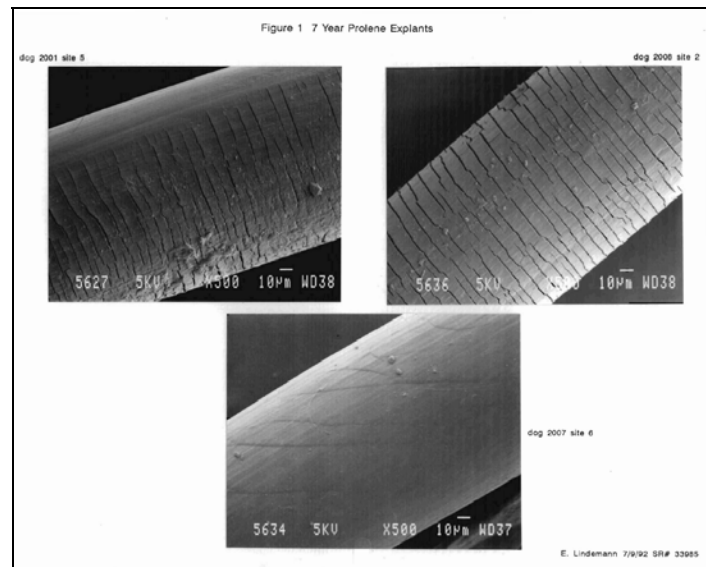 Figure 1 7 Year Prolene Explants
dog 2001 site 5
dog 2008 site 2
5627 5KV X500 10µm WD38
5636 5KV 10µm WD38
dog 2007 site 6
5634 5KV X500 10µm WD37
E. Lindemann 7/9/92 SR# 33985